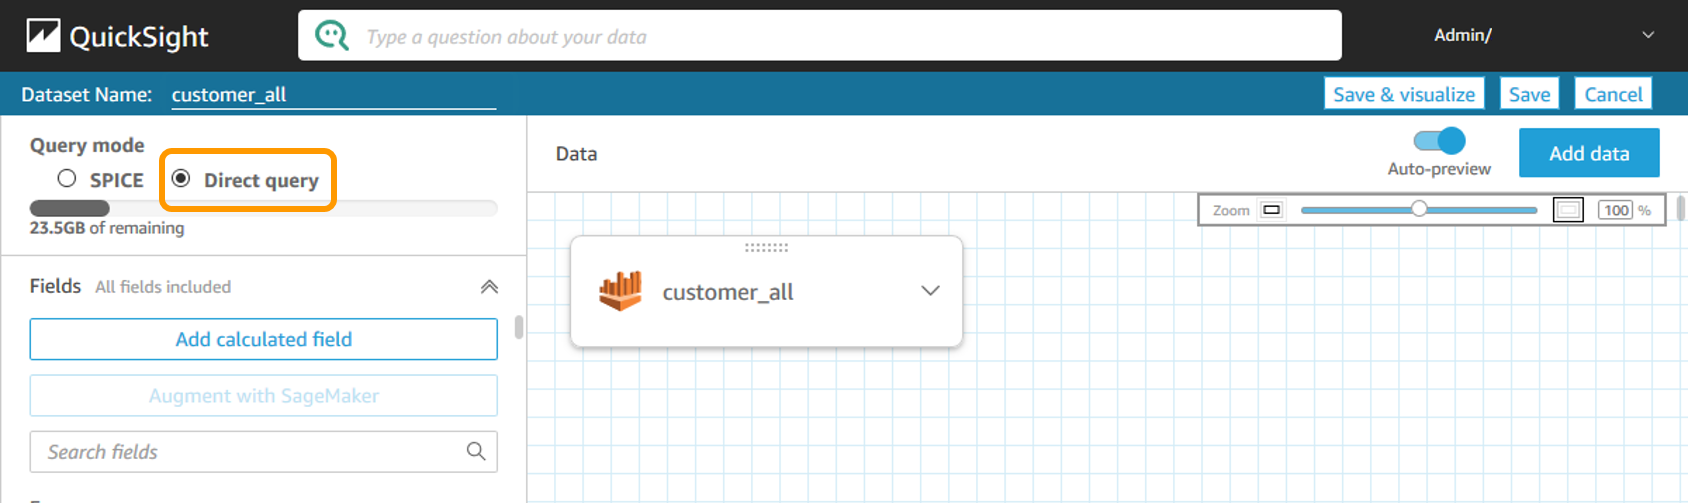 QuickSight
Type a question about your data
Admin/
Dataset Name: customer_all
Save & visualize
Save
Cancel
Query mode
SPICE
Direct query
23.5GB of remaining
Data
Auto-preview
Add data
Zoom
100 %
Fields All fields included
customer_all
Add calculated field
Augment with SageMaker
Search fields